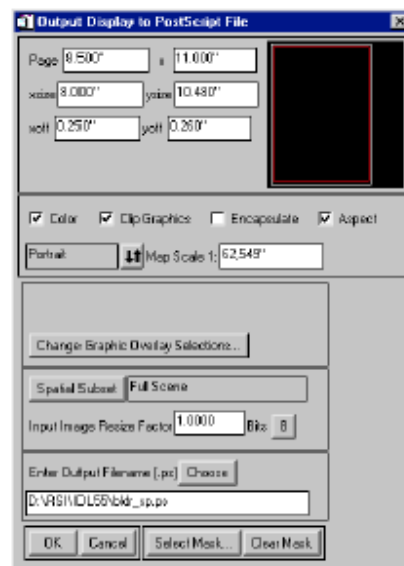 Output Display to PostScript File
Page 8.500" x 11.000"
xsize 8.000" ysize 10.480"
xoff 0.250" yoff 0.260"
Color Clip Graphics Encapsulate Aspect
Portrait Map Scale 1: 62,549"
Change Graphic Overlay Selections...
Spatial Subset Full Scene
Input Image Resize Factor 1.0000 Bits 8
Enter Output Filename [.ps] Choose
D:\RSI\IDL55\bldr_sp.ps
OK Cancel Select Mask... Clear Mask